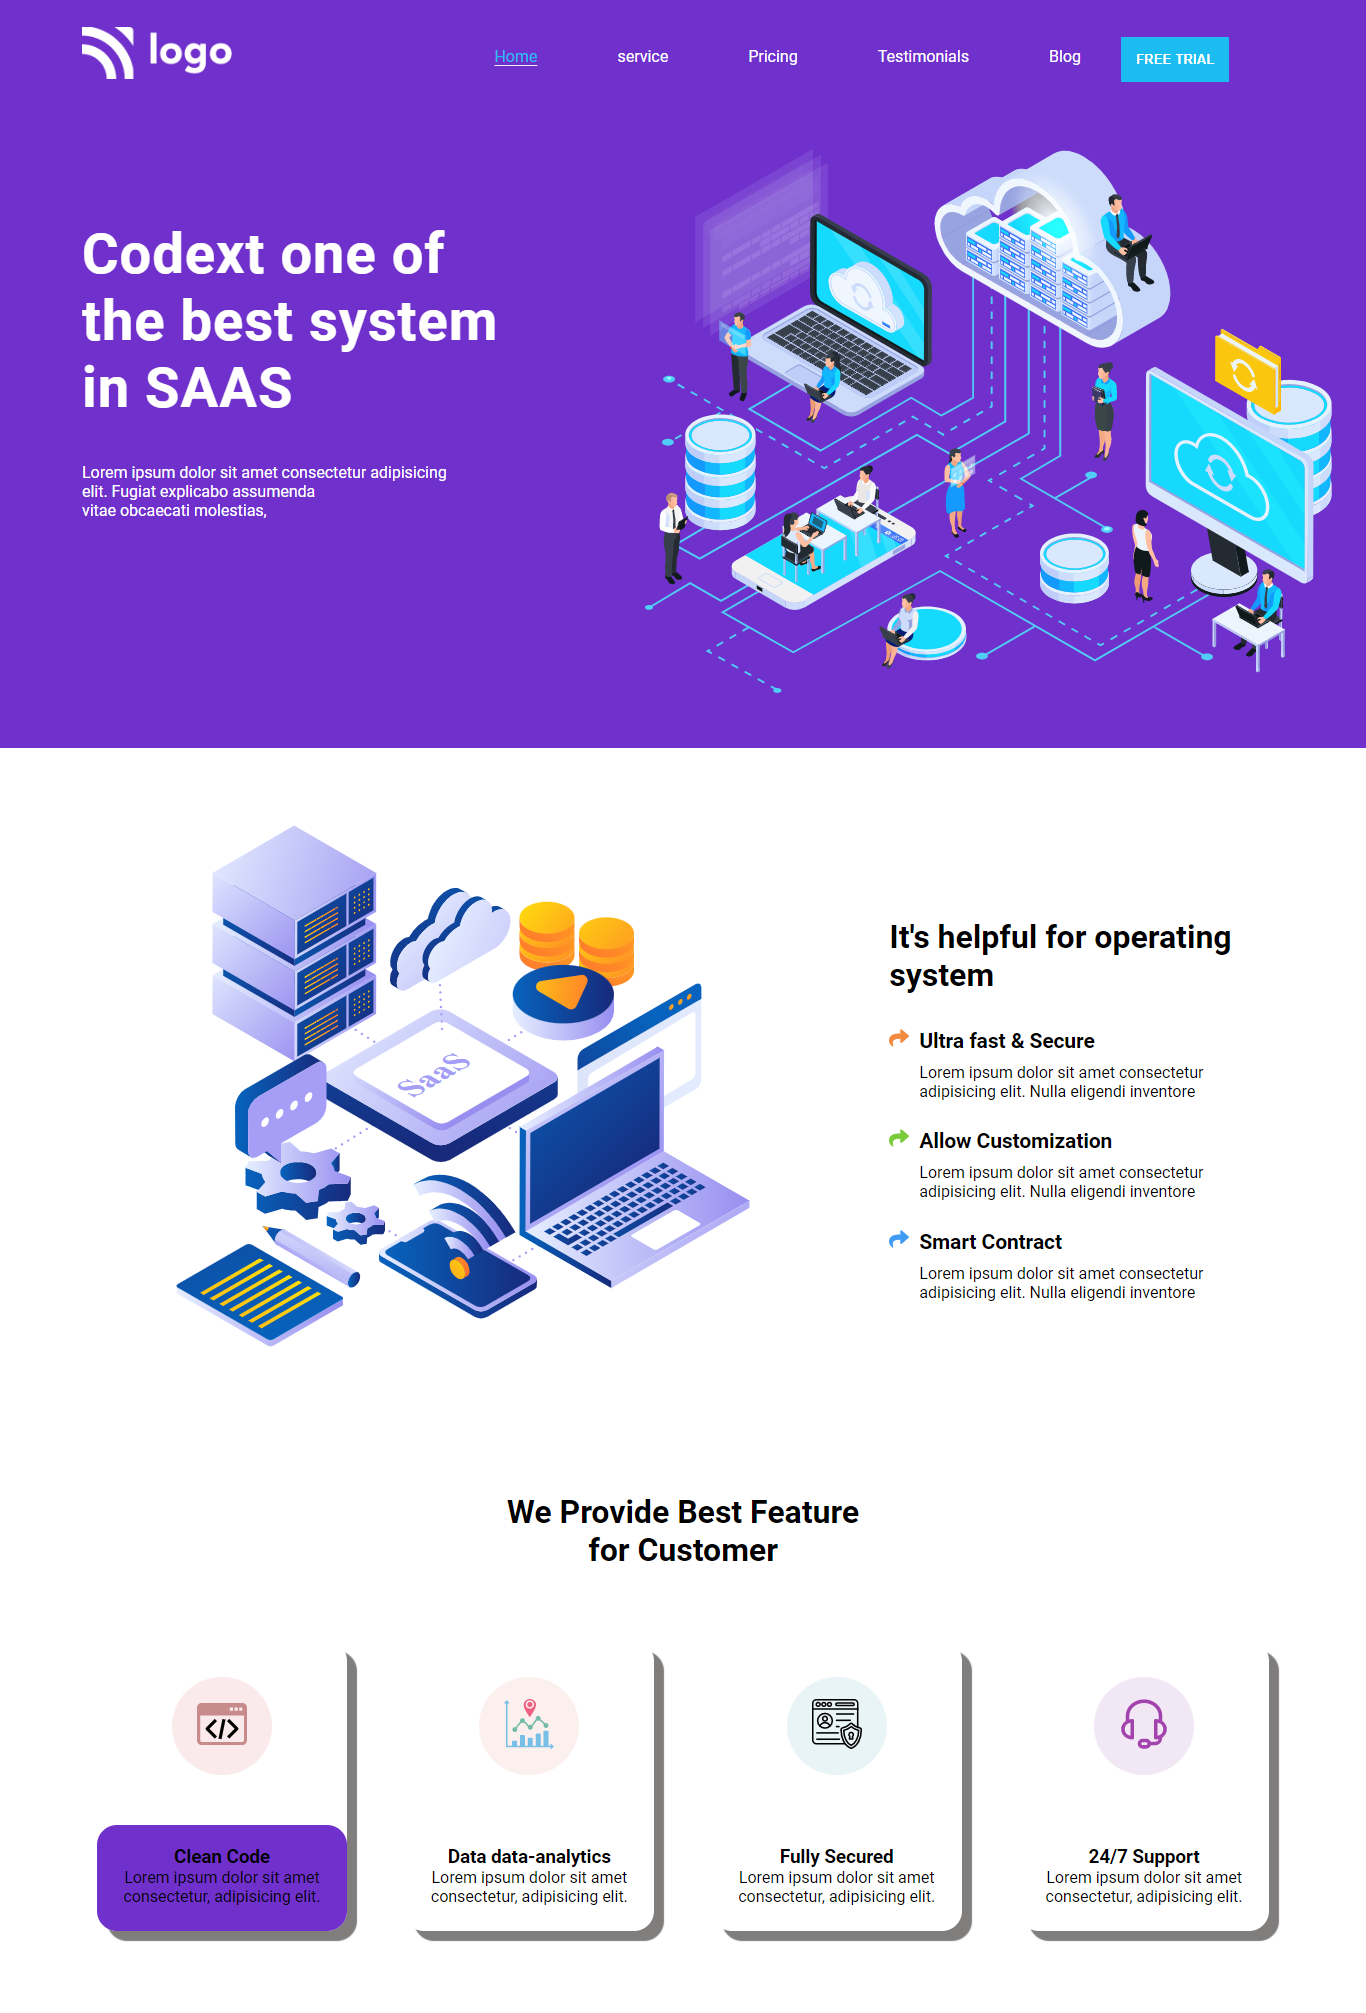 logo
Home service Pricing Testimonials Blog FREE TRIAL
Codext one of
the best system
in SAAS
Lorem ipsum dolor sit amet consectetur adipisicing
elit. Fugiat explicabo assumenda
vitae obcaecati molestias,
SaaS
It's helpful for operating
system
Ultra fast & Secure
Lorem ipsum dolor sit amet consectetur
adipisicing elit. Nulla eligendi inventore
Allow Customization
Lorem ipsum dolor sit amet consectetur
adipisicing elit. Nulla eligendi inventore
Smart Contract
Lorem ipsum dolor sit amet consectetur
adipisicing elit. Nulla eligendi inventore
We Provide Best Feature
for Customer
Clean Code
Lorem ipsum dolor sit amet
consectetur, adipisicing elit.
Data data-analytics
Lorem ipsum dolor sit amet
consectetur, adipisicing elit.
Fully Secured
Lorem ipsum dolor sit amet
consectetur, adipisicing elit.
24/7 Support
Lorem ipsum dolor sit amet
consectetur, adipisicing elit.